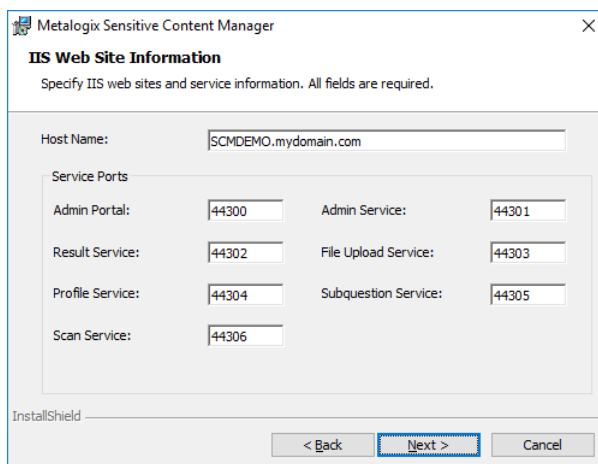 Metalogix Sensitive Content Manager
IIS Web Site Information
Specify IIS web sites and service information. All fields are required.
Host Name: SCMDEMO.mydomain.com
Service Ports
Admin Portal: 44300 Admin Service: 44301
Result Service: 44302 File Upload Service: 44303
Profile Service: 44304 Subquestion Service: 44305
Scan Service: 44306
InstallShield
< Back Next > Cancel